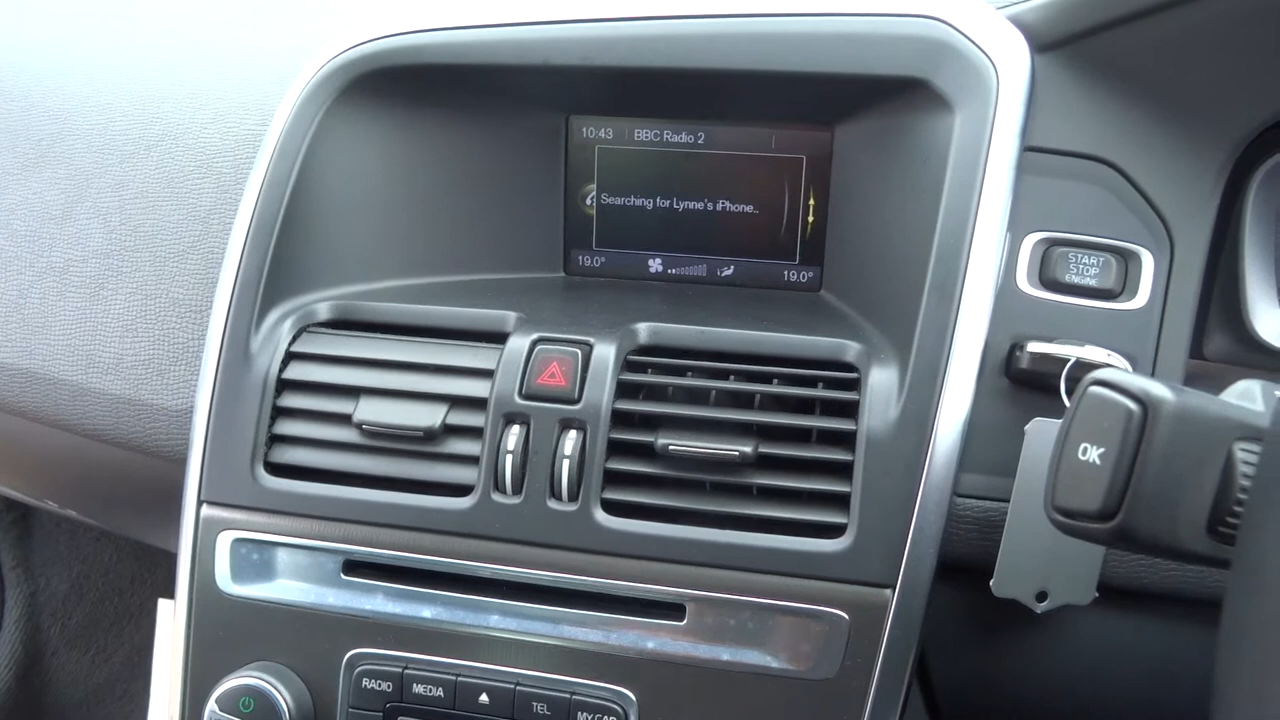 10:43 BBC Radio 2
Searching for Lynne's iPhone..
19.0° 19.0°
START
STOP
ENGINE
OK
RADIO
MEDIA
TEL
MY CAR